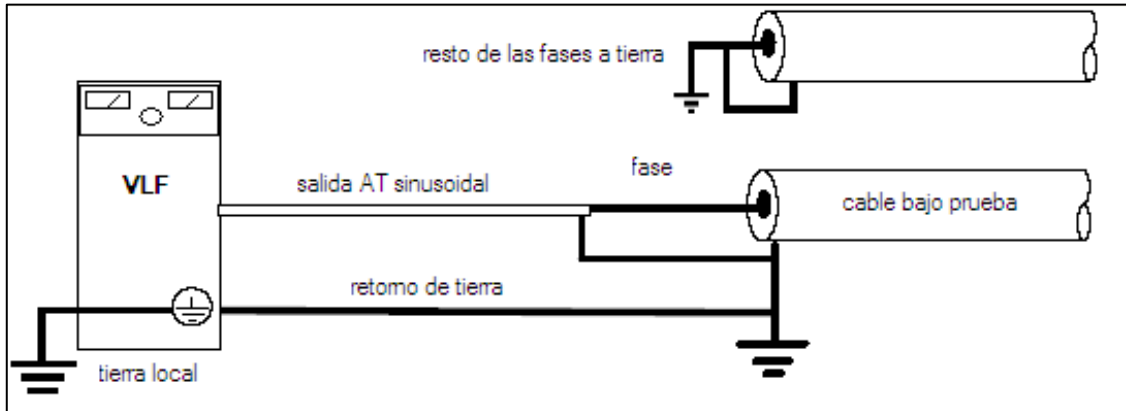 resto de las fases a tierra
VLF
salida AT sinusoidal
fase
cable bajo prueba
retorno de tierra
tierra local